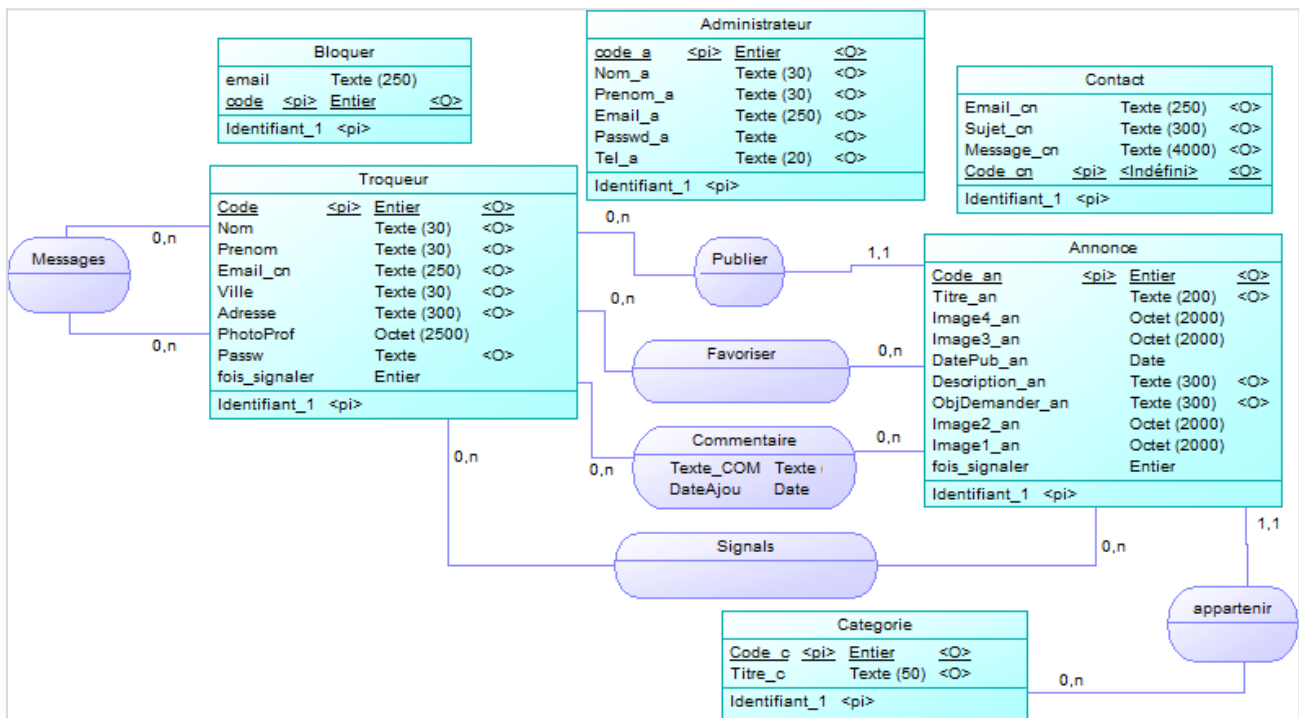 Bloquer
email Texte (250)
code <pi> Entier <O>
Identifiant_1 <pi>
Administrateur
code_a <pi> Entier <O>
Nom_a Texte (30) <O>
Prenom_a Texte (30) <O>
Email_a Texte (250) <O>
Passwd_a Texte <O>
Tel_a Texte (20) <O>
Identifiant_1 <pi>
Contact
Email_cn Texte (250) <O>
Sujet_cn Texte (300) <O>
Message_cn Texte (4000) <O>
Code_cn <pi> <Indéfini> <O>
Identifiant_1 <pi>
Troqueur
Code <pi> Entier <O>
Nom Texte (30) <O>
Prenom Texte (30) <O>
Email_cn Texte (250) <O>
Ville Texte (30) <O>
Adresse Texte (300) <O>
PhotoProf Octet (2500)
Passw Texte <O>
fois_signaler Entier
Identifiant_1 <pi>
Messages
0,n
0,n
0,n
Publier
1,1
0,n
Favoriser
0,n
0,n
Commentaire
Texte_COM Texte (
DateAjou Date
0,n
Annonce
Code_an <pi> Entier <O>
Titre_an Texte (200) <O>
Image4_an Octet (2000)
Image3_an Octet (2000)
DatePub_an Date
Description_an Texte (300) <O>
ObjDemander_an Texte (300) <O>
Image2_an Octet (2000)
Image1_an Octet (2000)
fois_signaler Entier
Identifiant_1 <pi>
0,n
Signals
0,n
1,1
appartenir
0,n
Categorie
Code_c <pi> Entier <O>
Titre_c Texte (50) <O>
Identifiant_1 <pi>